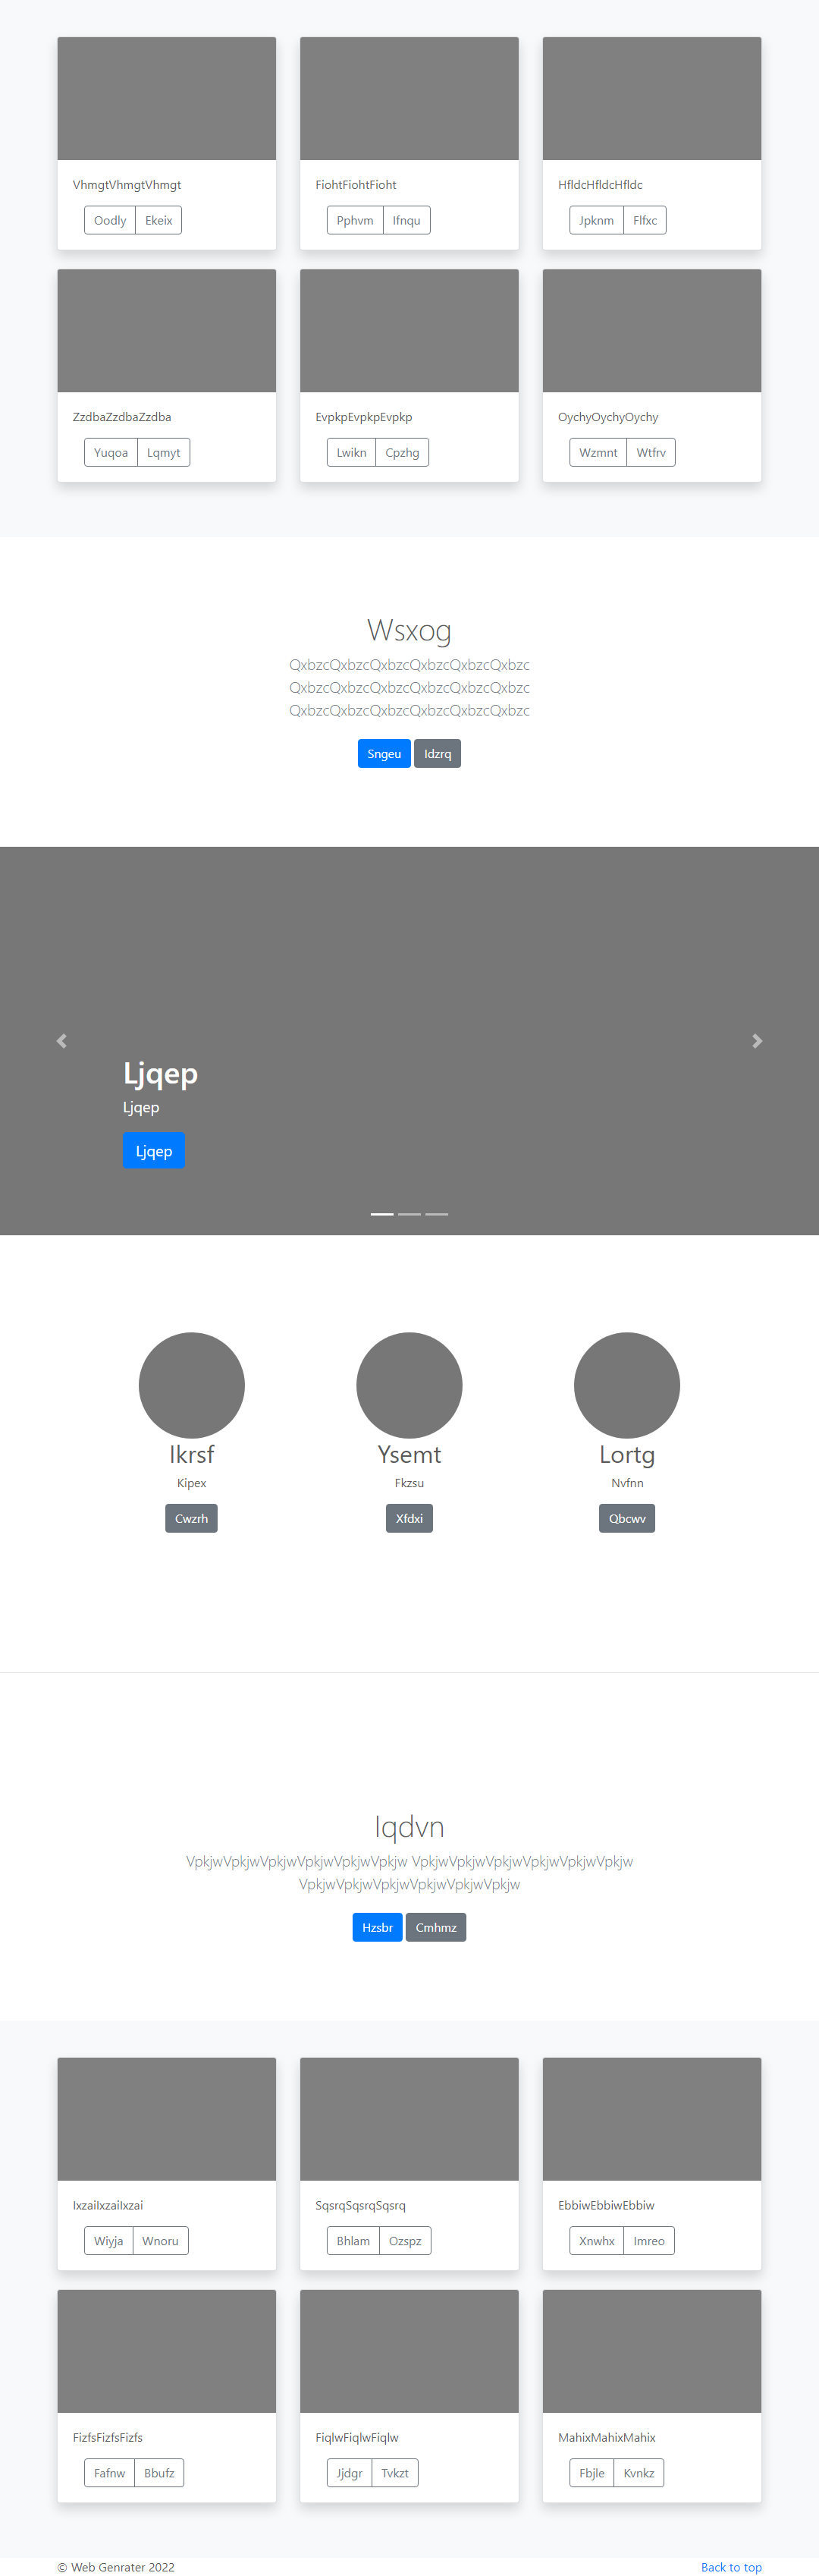 VhmgtVhmgtVhmgt
Oodly Ekeix
FiohtFiohtFioht
Pphvm Ifnqu
HfldcHfldcHfldc
Jpknm Flfxc
ZzdbaZzdbaZzdba
Yuqoa Lqmyt
EvpkpEvpkpEvpkp
Lwikn Cpzhg
OychyOychyOychy
Wzmnt Wtfrv
Wsxog
QxbzcQxbzcQxbzcQxbzcQxbzcQxbzc
QxbzcQxbzcQxbzcQxbzcQxbzcQxbzc
QxbzcQxbzcQxbzcQxbzcQxbzcQxbzc
Sngeu Idzrq
Ljqep
Ljqep
Ljqep
Ikrsf
Kipex
Cwzrh
Ysemt
Fkzsu
Xfdxi
Lortg
Nvfnn
Qbcwv
Iqdvn
VpkjwVpkjwVpkjwVpkjwVpkjwVpkjw VpkjwVpkjwVpkjwVpkjwVpkjwVpkjw
VpkjwVpkjwVpkjwVpkjwVpkjwVpkjw
Hzsbr Cmhmz
IxzaiIxzaiIxzai
Wiyja Wnoru
SqsrqSqsrqSqsrq
Bhlam Ozspz
EbbiwEbbiwEbbiw
Xnwhx Imreo
FizfsFizfsFizfs
Fafnw Bbufz
FiqlwFiqlwFiqlw
Jjdgr Tvkzt
MahixMahixMahix
Fbjle Kvnkz
© Web Genrater 2022
Back to top